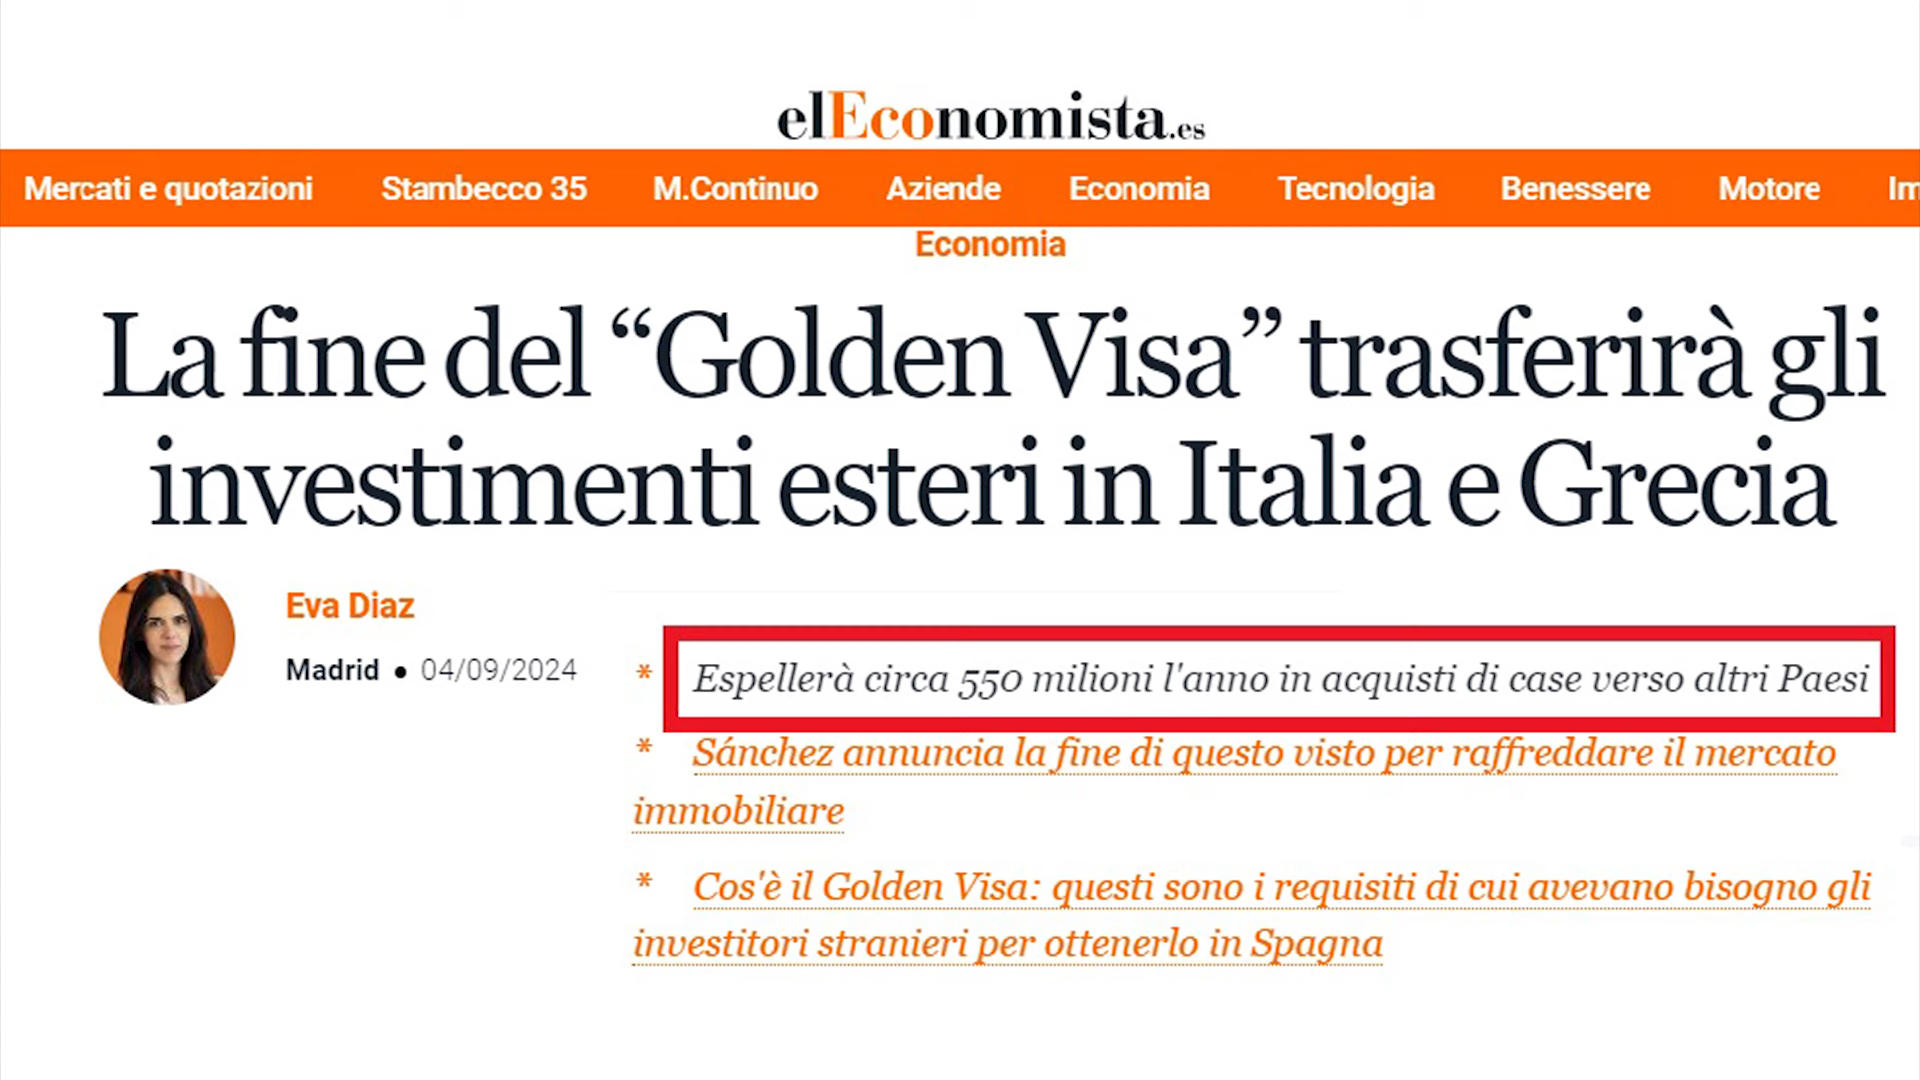 elEconomista.es
Mercati e quotazioni Stambecco 35 M.Continuo Aziende Economia Tecnologia Benessere Motore Im
Economia
La fine del “Golden Visa” trasferirà gli
investimenti esteri in Italia e Grecia
Eva Diaz
Madrid ● 04/09/2024
* Espellerà circa 550 milioni l'anno in acquisti di case verso altri Paesi
* Sánchez annuncia la fine di questo visto per raffreddare il mercato
immobiliare
* Cos'è il Golden Visa: questi sono i requisiti di cui avevano bisogno gli
investitori stranieri per ottenerlo in Spagna